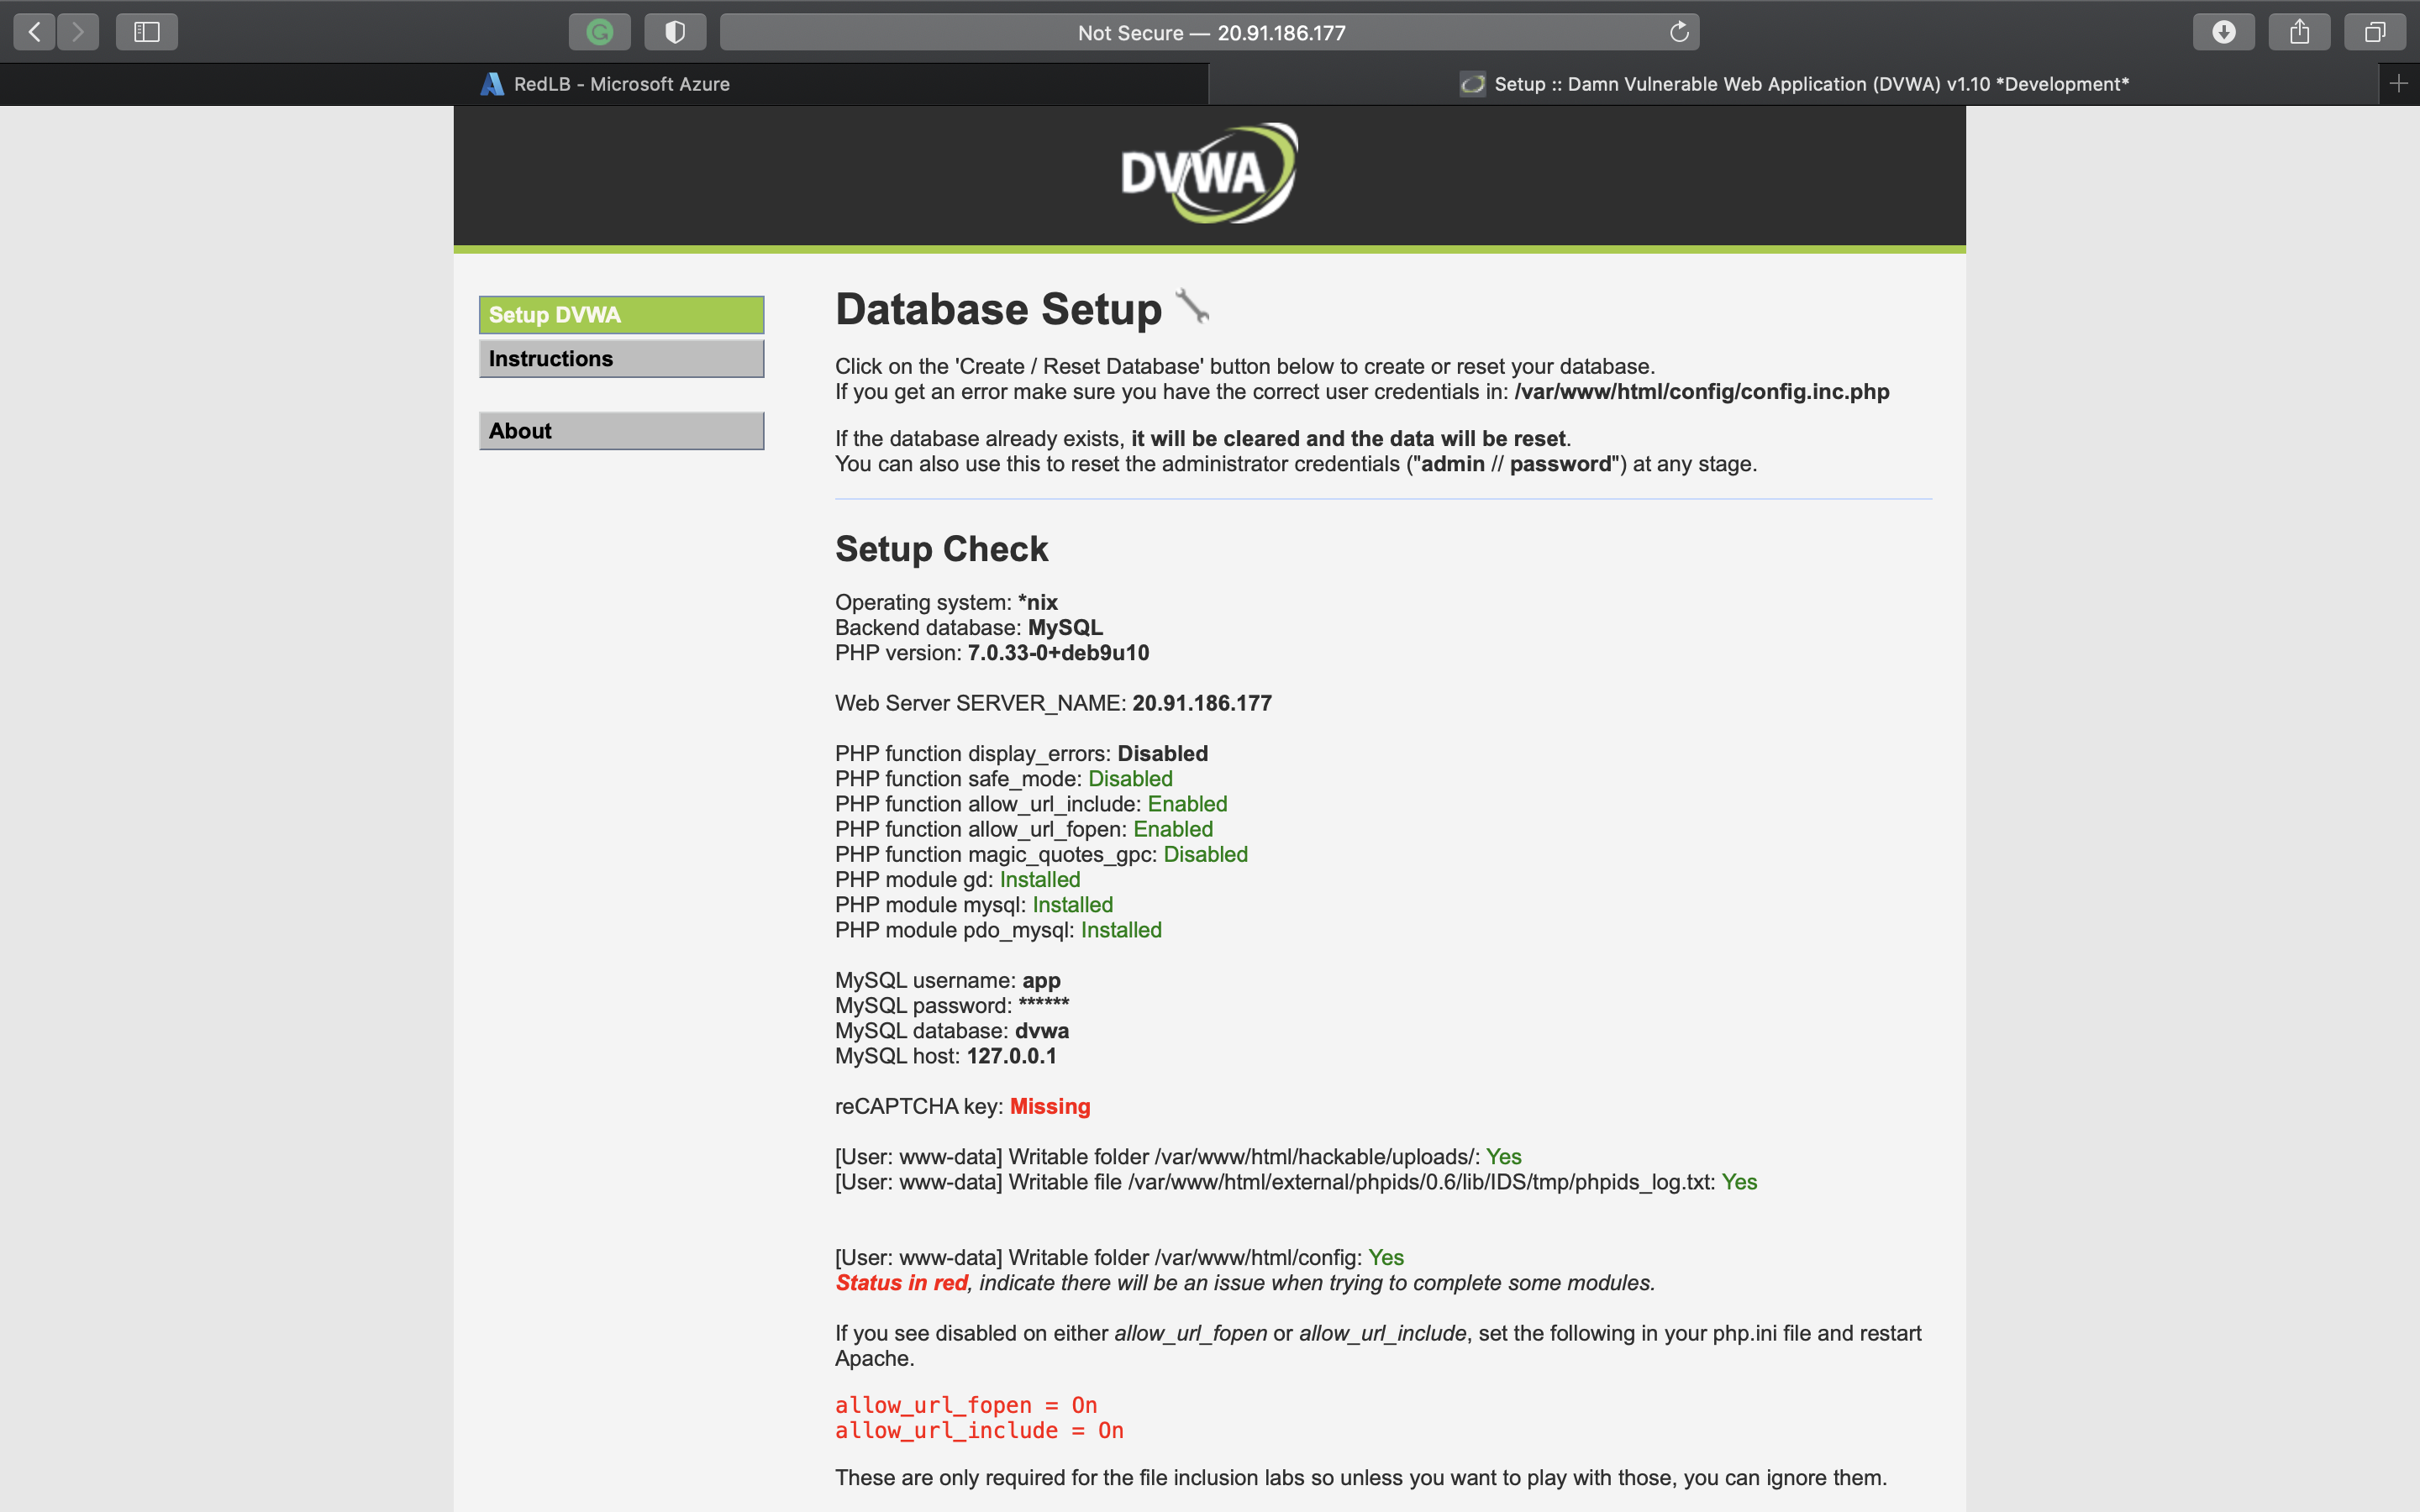 Not Secure — 20.91.186.177
RedLB - Microsoft Azure
Setup :: Damn Vulnerable Web Application (DVWA) v1.10 *Development*
DVWA
Setup DVWA
Instructions
About
Database Setup
Click on the 'Create / Reset Database' button below to create or reset your database.
If you get an error make sure you have the correct user credentials in: /var/www/html/config/config.inc.php
If the database already exists, it will be cleared and the data will be reset.
You can also use this to reset the administrator credentials ("admin // password") at any stage.
Setup Check
Operating system: *nix
Backend database: MySQL
PHP version: 7.0.33-0+deb9u10
Web Server SERVER_NAME: 20.91.186.177
PHP function display_errors: Disabled
PHP function safe_mode: Disabled
PHP function allow_url_include: Enabled
PHP function allow_url_fopen: Enabled
PHP function magic_quotes_gpc: Disabled
PHP module gd: Installed
PHP module mysql: Installed
PHP module pdo_mysql: Installed
MySQL username: app
MySQL password: ******
MySQL database: dvwa
MySQL host: 127.0.0.1
reCAPTCHA key: Missing
[User: www-data] Writable folder /var/www/html/hackable/uploads/: Yes
[User: www-data] Writable file /var/www/html/external/phpids/0.6/lib/IDS/tmp/phpids_log.txt: Yes
[User: www-data] Writable folder /var/www/html/config: Yes
Status in red, indicate there will be an issue when trying to complete some modules.
If you see disabled on either allow_url_fopen or allow_url_include, set the following in your php.ini file and restart
Apache.
allow_url_fopen = On
allow_url_include = On
These are only required for the file inclusion labs so unless you want to play with those, you can ignore them.